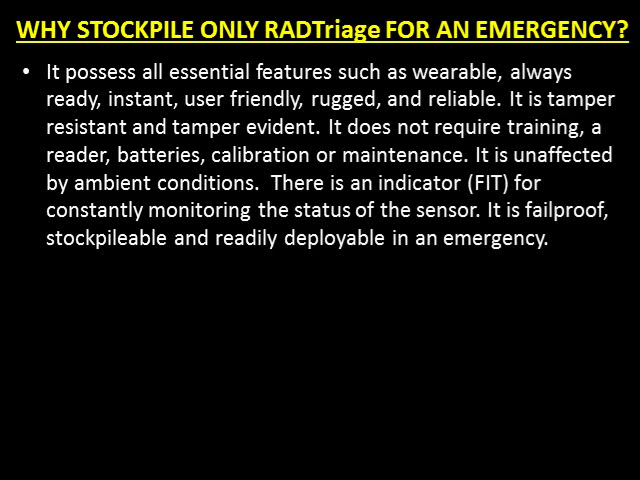 WHY STOCKPILE ONLY RADTriage FOR AN EMERGENCY?
• It possess all essential features such as wearable, always
ready, instant, user friendly, rugged, and reliable. It is tamper
resistant and tamper evident. It does not require training, a
reader, batteries, calibration or maintenance. It is unaffected
by ambient conditions.  There is an indicator (FIT) for
constantly monitoring the status of the sensor. It is failproof,
stockpileable and readily deployable in an emergency.